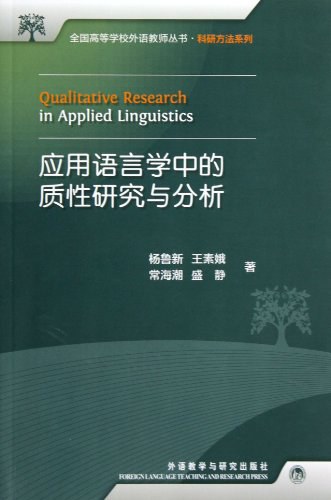 全国高等学校外语教师丛书·科研方法系列
Qualitative Research
in Applied Linguistics
应用语言学中的
质性研究与分析
杨鲁新 王素娥
常海潮 盛 静 著
外语教学与研究出版社
FOREIGN LANGUAGE TEACHING AND RESEARCH PRESS